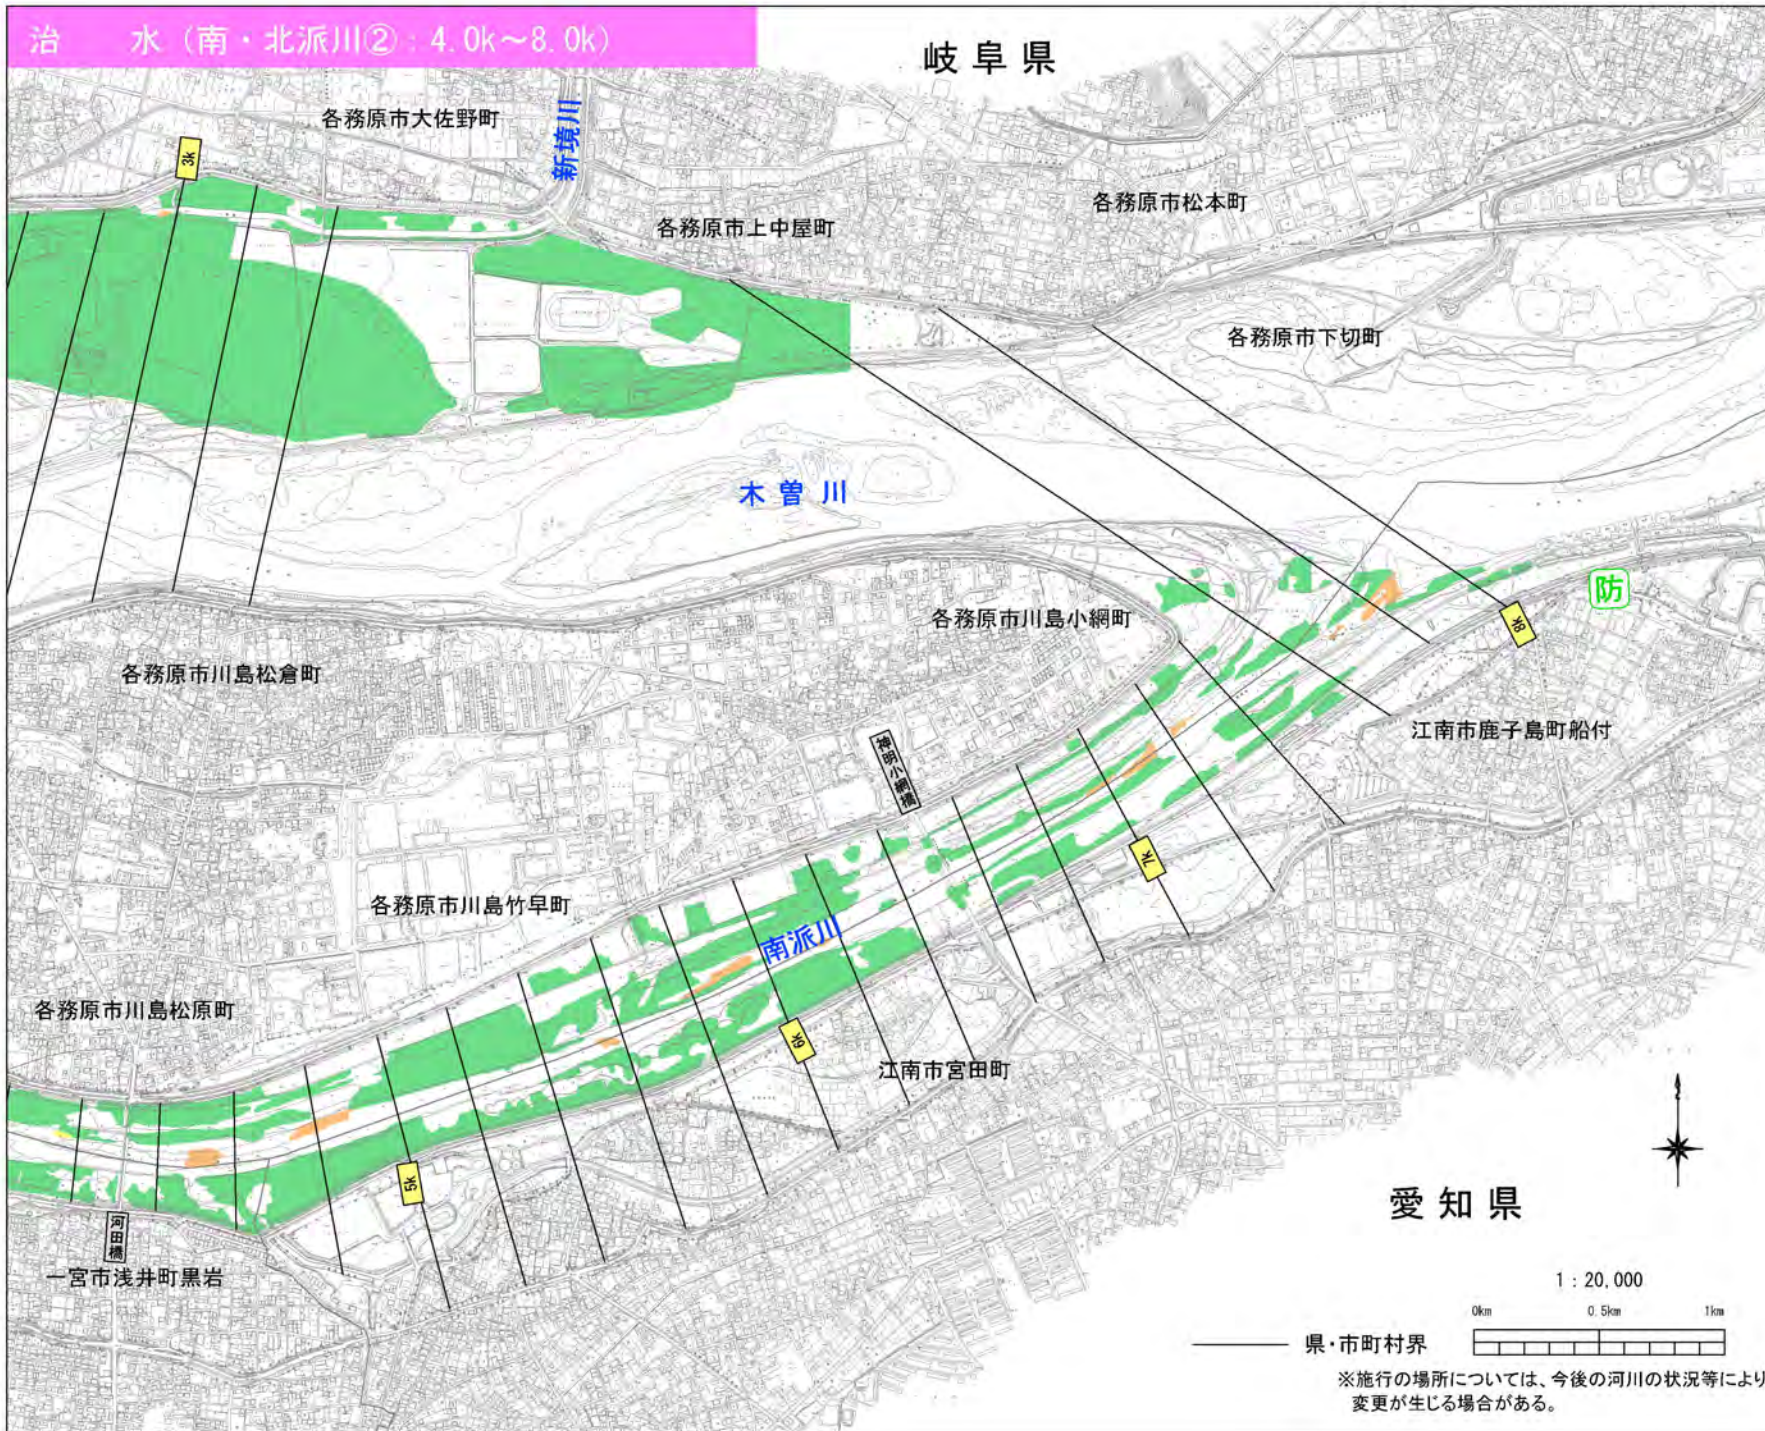 治　水（南・北派川②：4.0k～8.0k）
岐阜県
各務原市大佐野町
新境川
3k
各務原市松本町
各務原市上中屋町
各務原市下切町
木曽川
防
各務原市川島小網町
8k
各務原市川島松倉町
江南市鹿子島町船付
神明小網橋
7k
各務原市川島竹早町
南派川
各務原市川島松原町
6k
江南市宮田町
5k
愛知県
河田橋
一宮市浅井町黒岩
1：20,000
0km 0.5km 1km
県・市町村界
※施行の場所については、今後の河川の状況等により
変更が生じる場合がある。